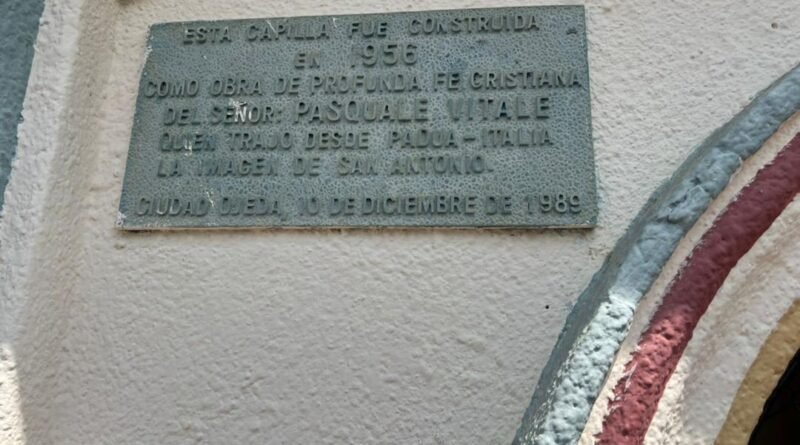 ESTA CAPILLA FUE CONSTRUIDA
EN 1956
COMO OBRA DE PROFUNDA FE CRISTIANA
DEL SEÑOR: PASQUALE VITALE
QUIEN TRAJO DESDE PADUA-ITALIA
LA IMAGEN DE SAN ANTONIO.
CIUDAD OJEDA, 10 DE DICIEMBRE DE 1989